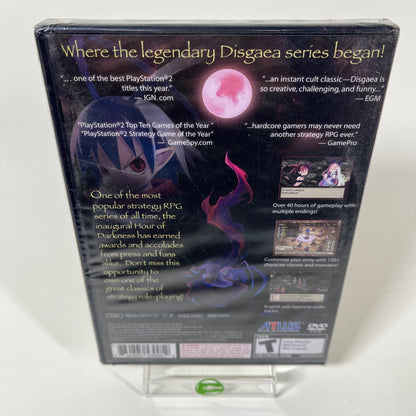 Where the legendary Disgaea series began!
"... one of the best PlayStation®2
titles this year."
— IGN.com
"PlayStation®2 Top Ten Games of the Year"
"PlayStation®2 Strategy Game of the Year"
— GameSpy.com
"...an instant cult classic—Disgaea is
so creative, challenging, and funny..."
— EGM
"...hardcore gamers may never need
another strategy RPG ever."
— GamePro
One of the most
popular strategy RPG
series of all time, the
inaugural Hour of
Darkness has earned
awards and accolades
from press and fans
alike. Don't miss this
opportunity to
own one of the
great classics of
strategy role-playing!
Over 40 hours of gameplay with
multiple endings!
Customize your army with 150+
character classes and monsters!
English and Japanese audio
tracks!
ATLUS
DVD
T